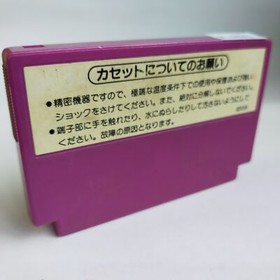 カセットについてのお願い
●精密機器ですので、極端な温度条件下での使用や保管および強い
ショックをさけてください。また、絶対に分解しないでください。
●端子部に手を触れたり、水にぬらしたりして汚さないようにして
ください。故障の原因となります。